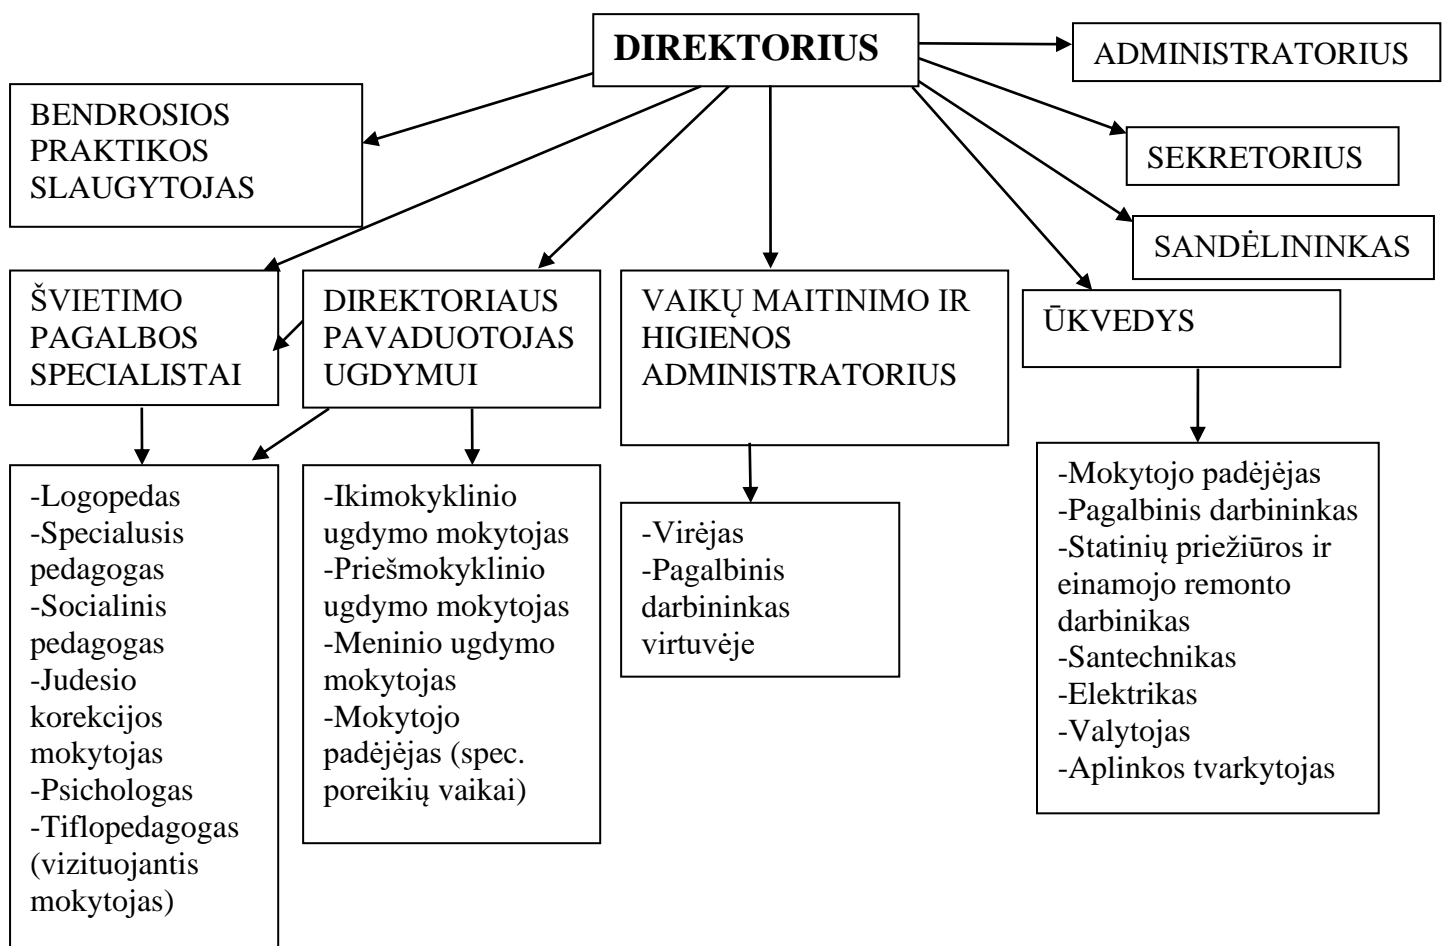 DIREKTORIUS
ADMINISTRATORIUS
BENDROSIOS
PRAKTIKOS
SLAUGYTOJAS
SEKRETORIUS
SANDĖLININKAS
ŠVIETIMO
PAGALBOS
SPECIALISTAI
DIREKTORIAUS
PAVADUOTOJAS
UGDYMUI
VAIKŲ MAITINIMO IR
HIGIENOS
ADMINISTRATORIUS
ŪKVEDYS
-Logopedas
-Specialusis
pedagogas
-Socialinis
pedagogas
-Judesio
korekcijos
mokytojas
-Psichologas
-Tiflopedagogas
(vizituojantis
mokytojas)
-Ikimokyklinio
ugdymo mokytojas
-Priešmokyklinio
ugdymo mokytojas
-Meninio ugdymo
mokytojas
-Mokytojo
padėjėjas (spec.
poreikių vaikai)
-Virėjas
-Pagalbinis
darbininkas
virtuvėje
-Mokytojo padėjėjas
-Pagalbinis darbininkas
-Statinių priežiūros ir
einamojo remonto
darbinikas
-Santechnikas
-Elektrikas
-Valytojas
-Aplinkos tvarkytojas